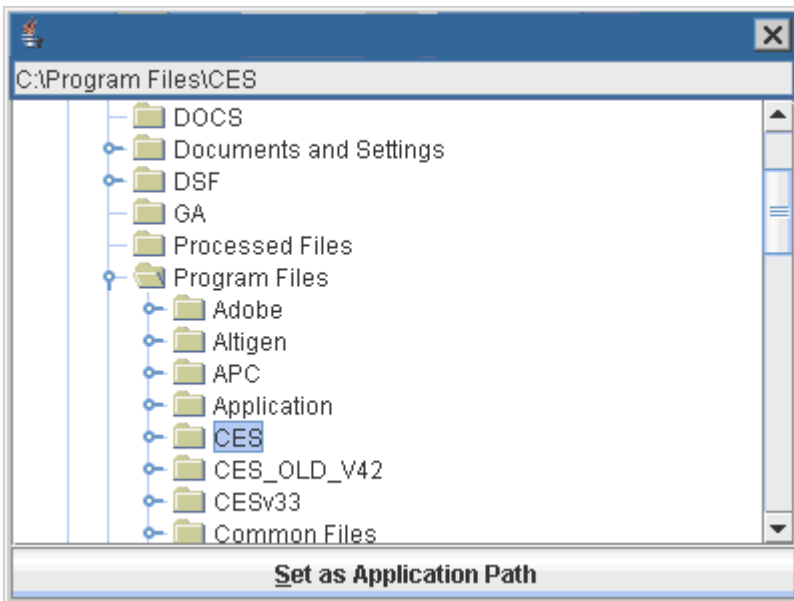 C:\Program Files\CES
DOCS
Documents and Settings
DSF
GA
Processed Files
Program Files
Adobe
Altigen
APC
Application
CES
CES_OLD_V42
CESv33
Common Files
Set as Application Path